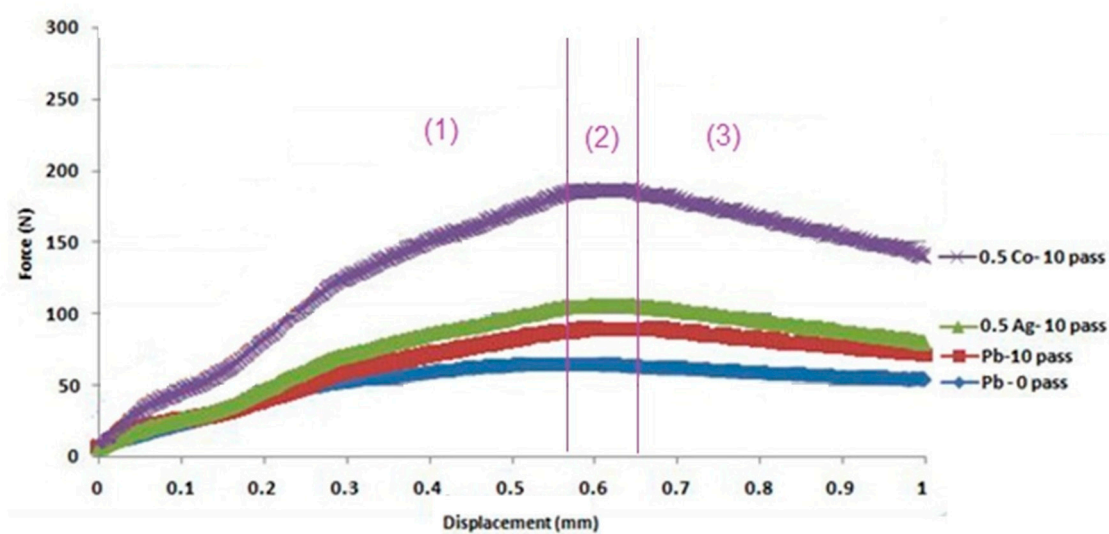 300
250
200
150
100
50
0
Force (N)
(1)
(2)
(3)
0.5 Co- 10 pass
0.5 Ag- 10 pass
Pb-10 pass
Pb - 0 pass
0 0.1 0.2 0.3 0.4 0.5 0.6 0.7 0.8 0.9 1
Displacement (mm)